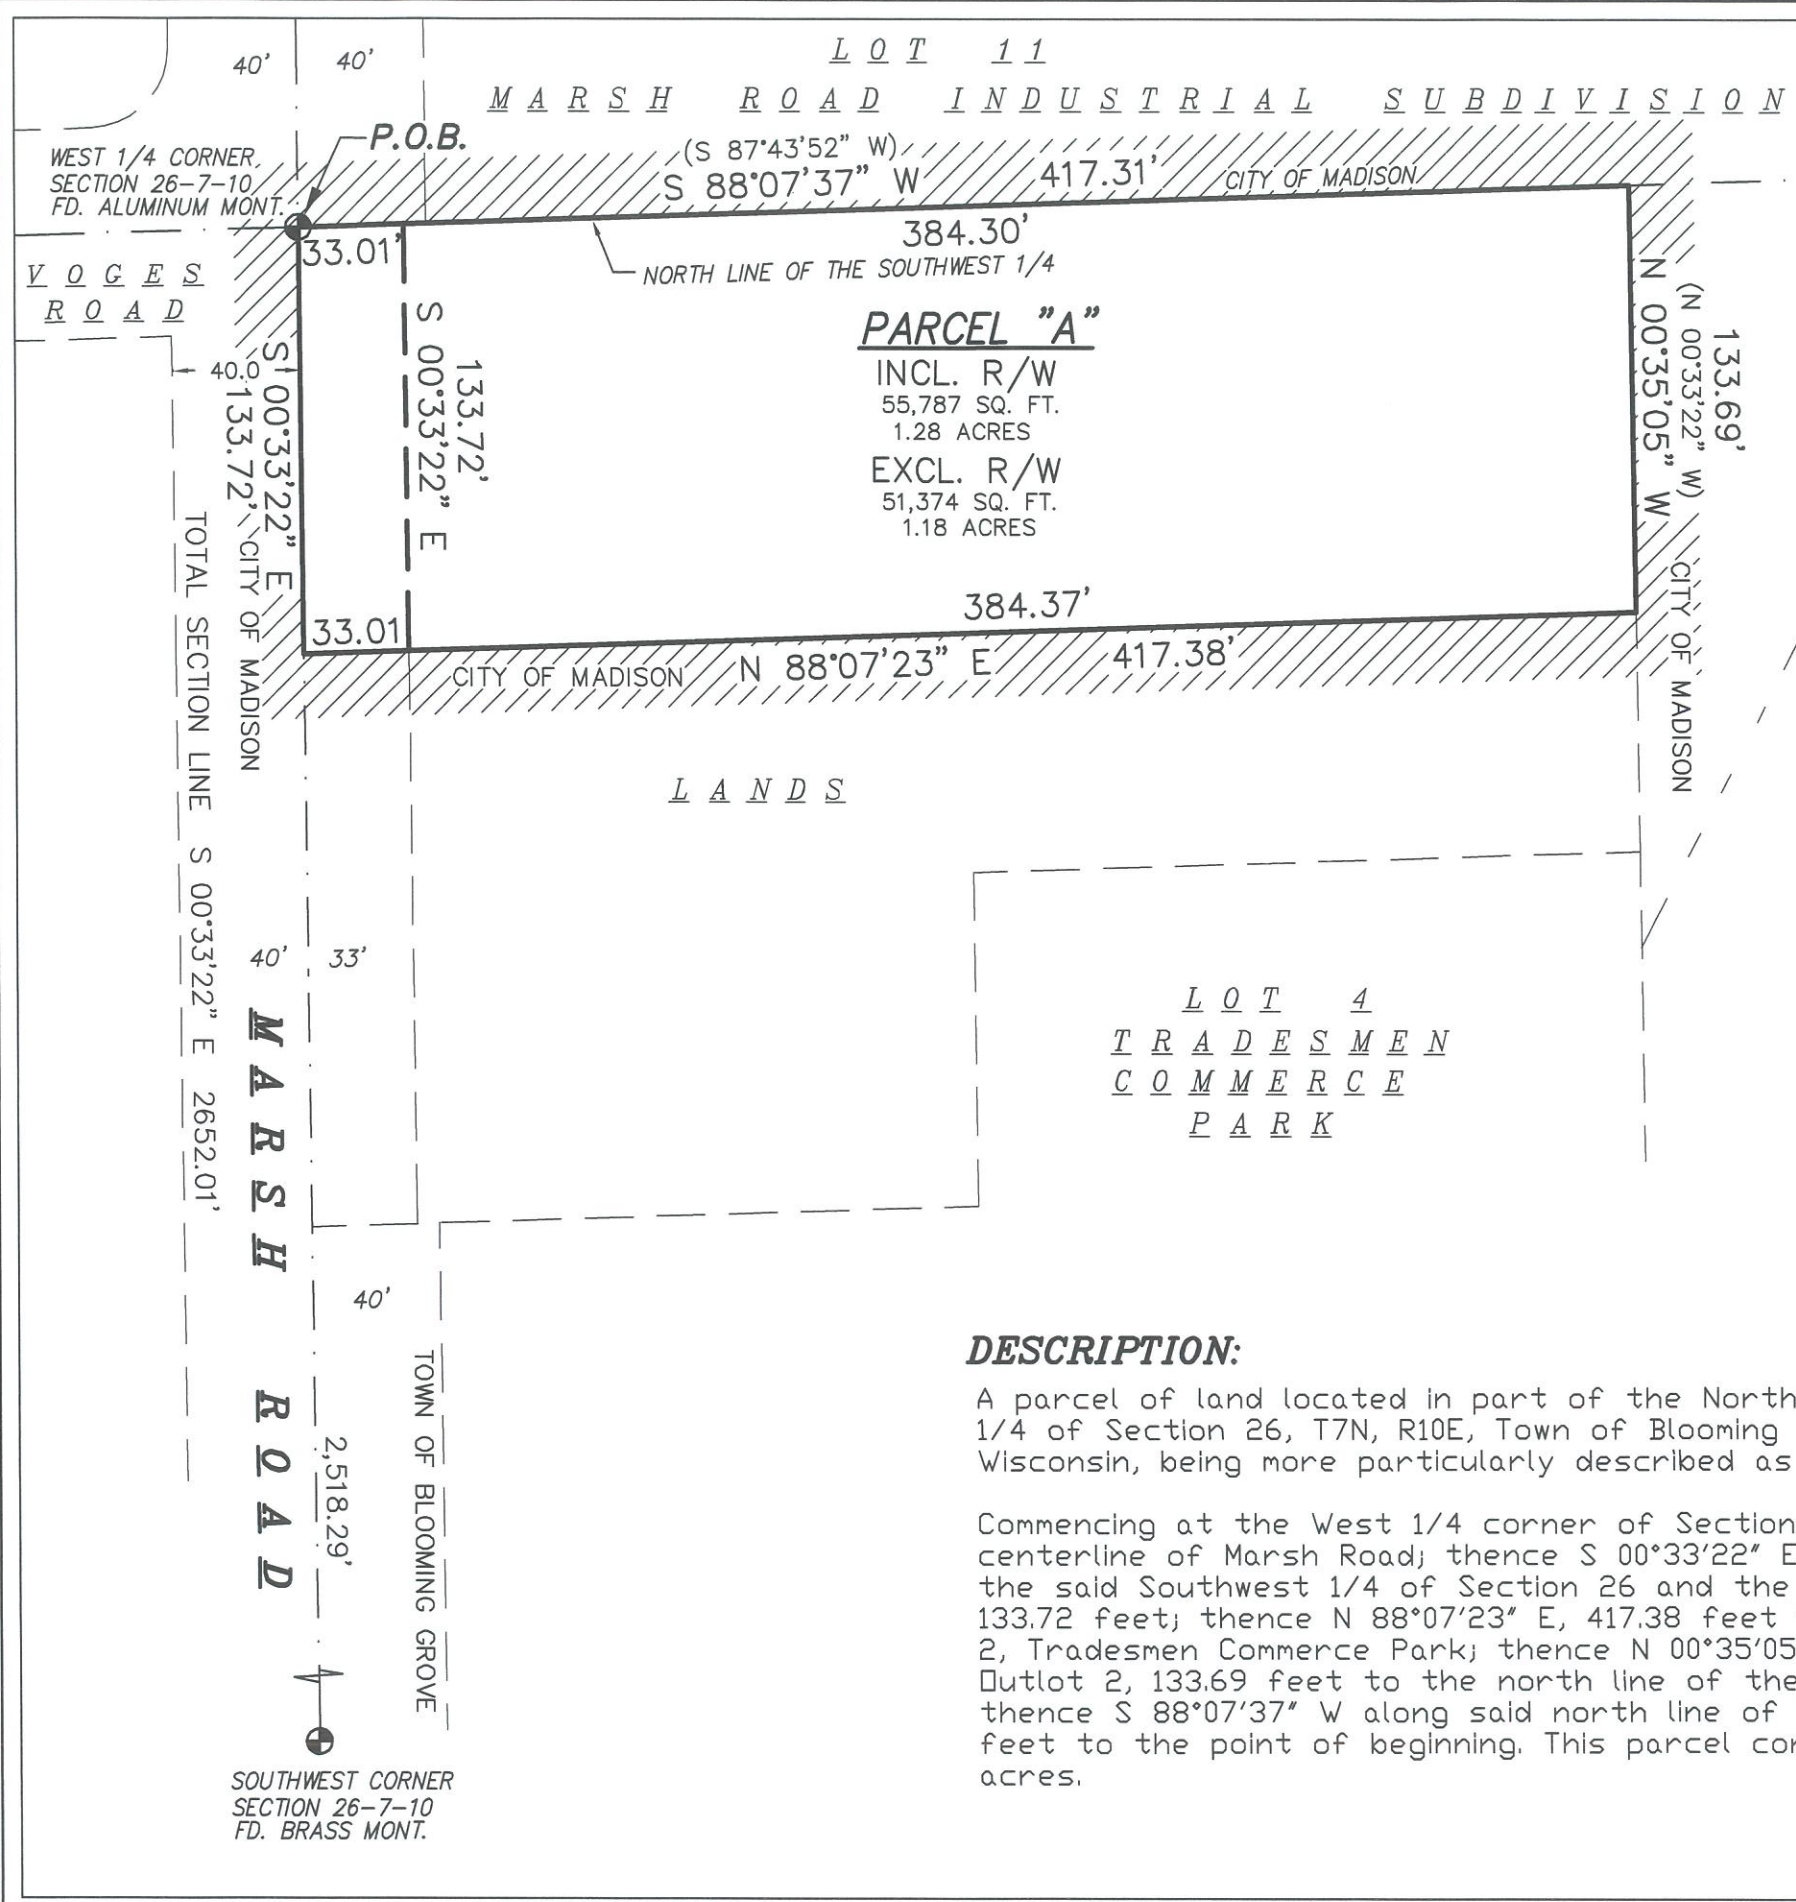 LOT 11
40' 40'
MARSH ROAD INDUSTRIAL SUBDIVISION
P.O.B.
(S 87°43'52" W)
WEST 1/4 CORNER,
SECTION 26-7-10
FD. ALUMINUM MONT.
S 88°07'37" W 417.31' CITY OF MADISON
33.01' 384.30'
NORTH LINE OF THE SOUTHWEST 1/4
VOGES
ROAD
40.0
S 00°33'22" E
133.72'
CITY OF MADISON
S 00°33'22" E
133.72'
PARCEL "A"
INCL. R/W
55,787 SQ. FT.
1.28 ACRES
EXCL. R/W
51,374 SQ. FT.
1.18 ACRES
N 00°35'05" W
(N 00°33'22" W)
133.69'
CITY OF MADISON
384.37'
33.01
CITY OF MADISON N 88°07'23" E 417.38'
TOTAL SECTION LINE S 00°33'22" E 2652.01'
LANDS
40' 33'
MARSH ROAD
LOT 4
TRADESMEN
COMMERCE
PARK
40'
2,518.29'
TOWN OF BLOOMING GROVE
SOUTHWEST CORNER
SECTION 26-7-10
FD. BRASS MONT.
DESCRIPTION:
A parcel of land located in part of the North
1/4 of Section 26, T7N, R10E, Town of Blooming
Wisconsin, being more particularly described as
Commencing at the West 1/4 corner of Section
centerline of Marsh Road; thence S 00°33'22" E
the said Southwest 1/4 of Section 26 and the
133.72 feet; thence N 88°07'23" E, 417.38 feet
2, Tradesmen Commerce Park; thence N 00°35'05
Outlot 2, 133.69 feet to the north line of the
thence S 88°07'37" W along said north line of
feet to the point of beginning. This parcel cor
acres.